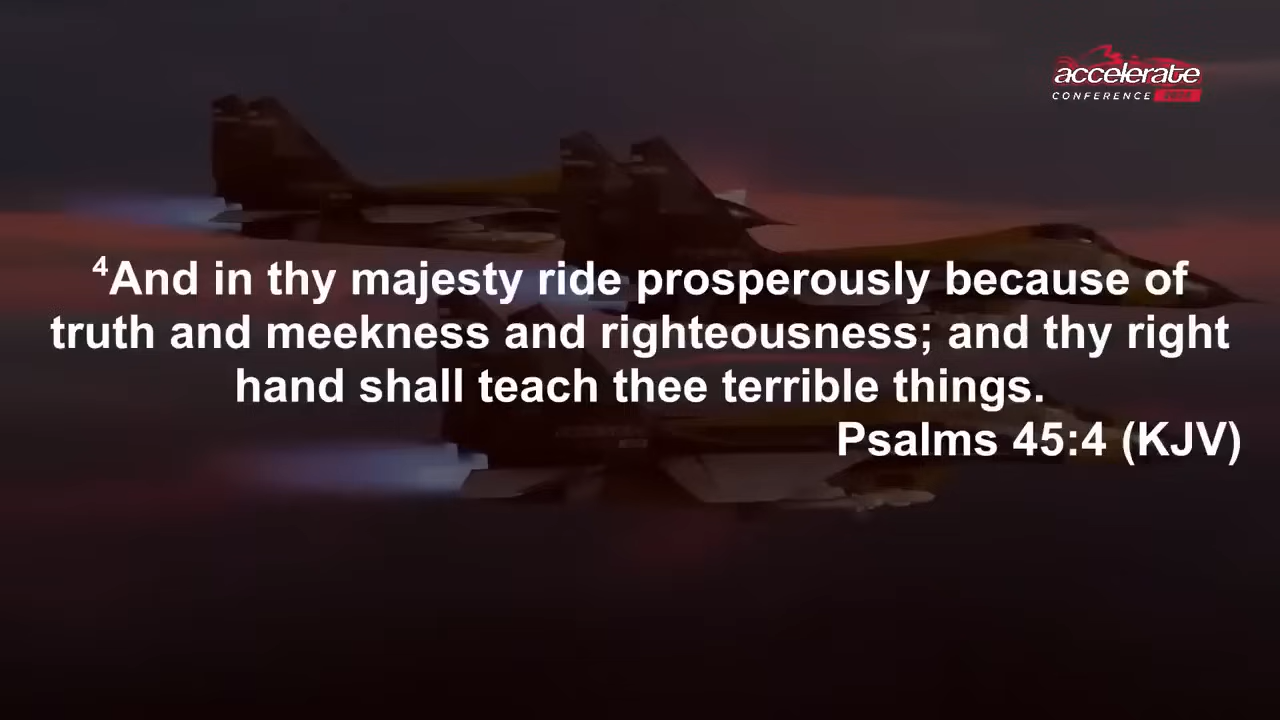 accelerate
CONFERENCE
⁴And in thy majesty ride prosperously because of
truth and meekness and righteousness; and thy right
hand shall teach thee terrible things.
Psalms 45:4 (KJV)